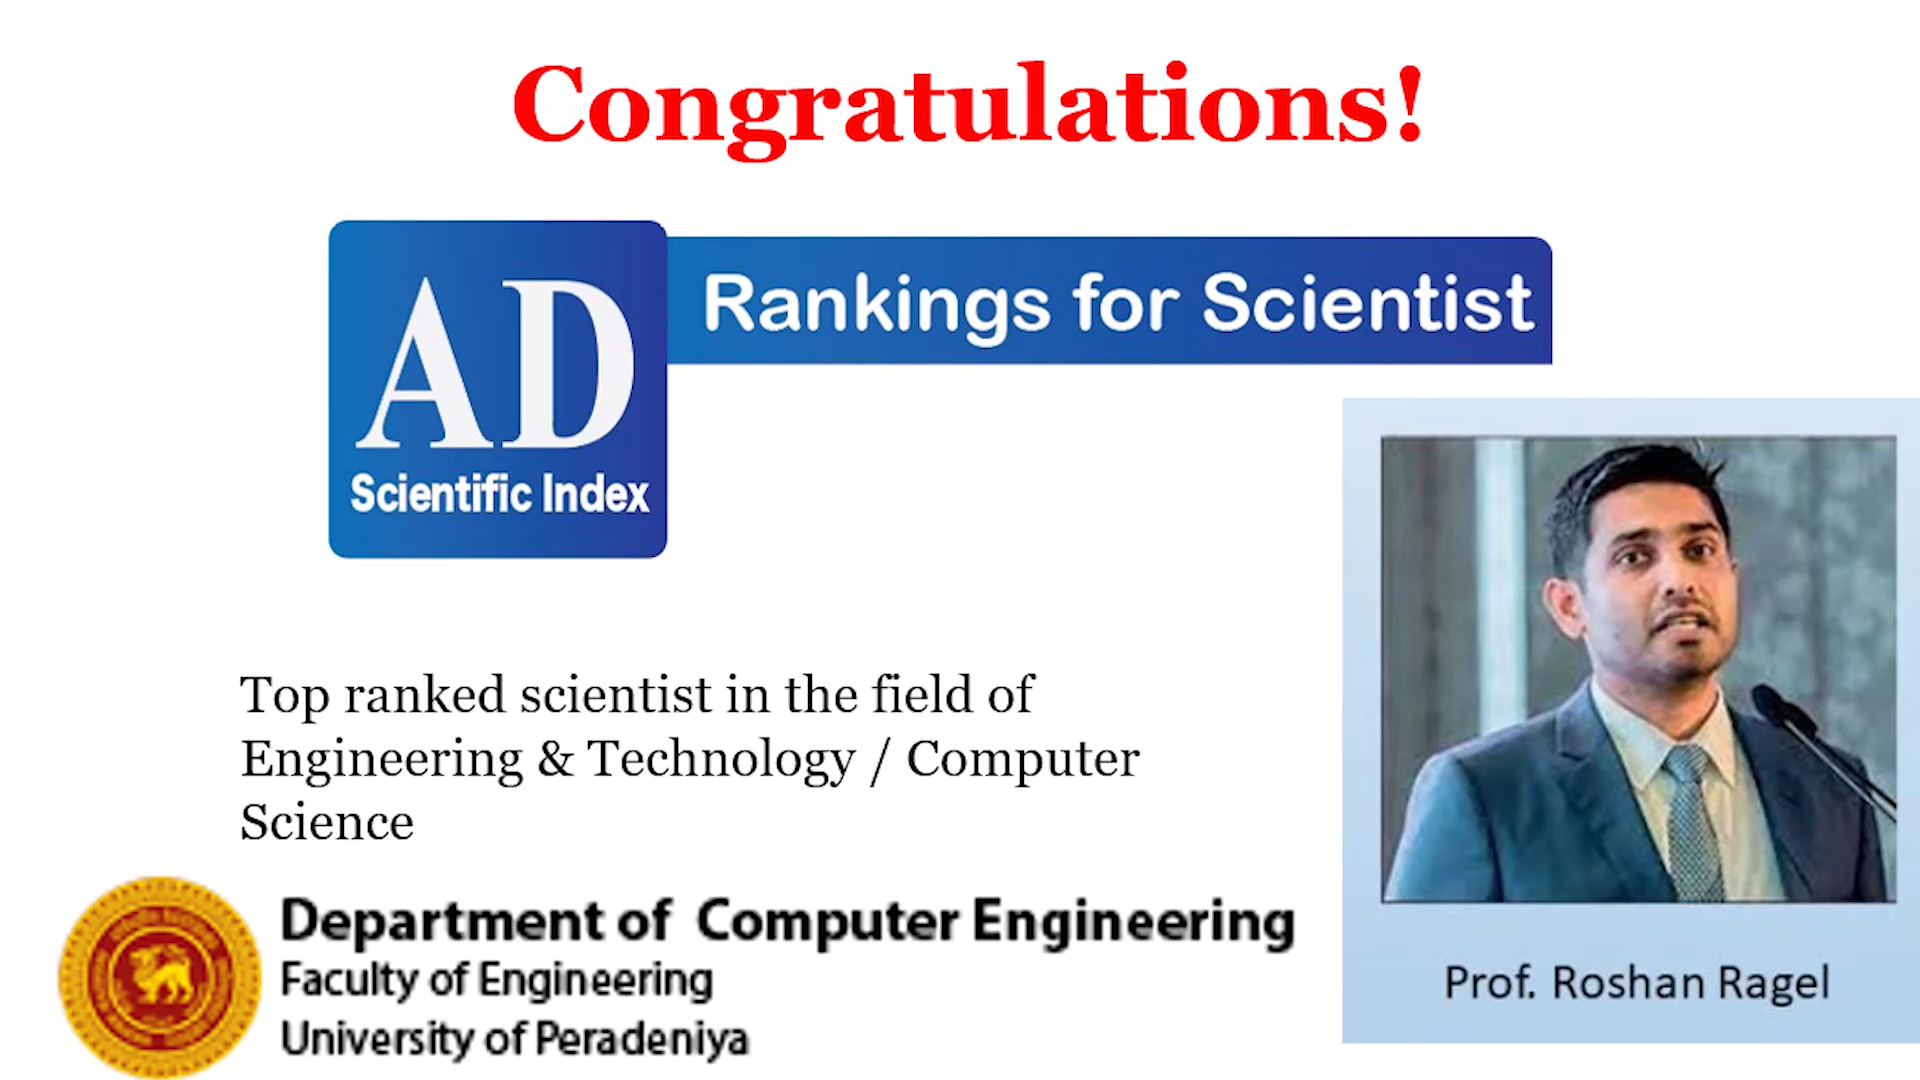 Congratulations!
AD
Scientific Index
Rankings for Scientist
Top ranked scientist in the field of
Engineering & Technology / Computer
Science
Department of Computer Engineering
Faculty of Engineering
University of Peradeniya
Prof. Roshan Ragel